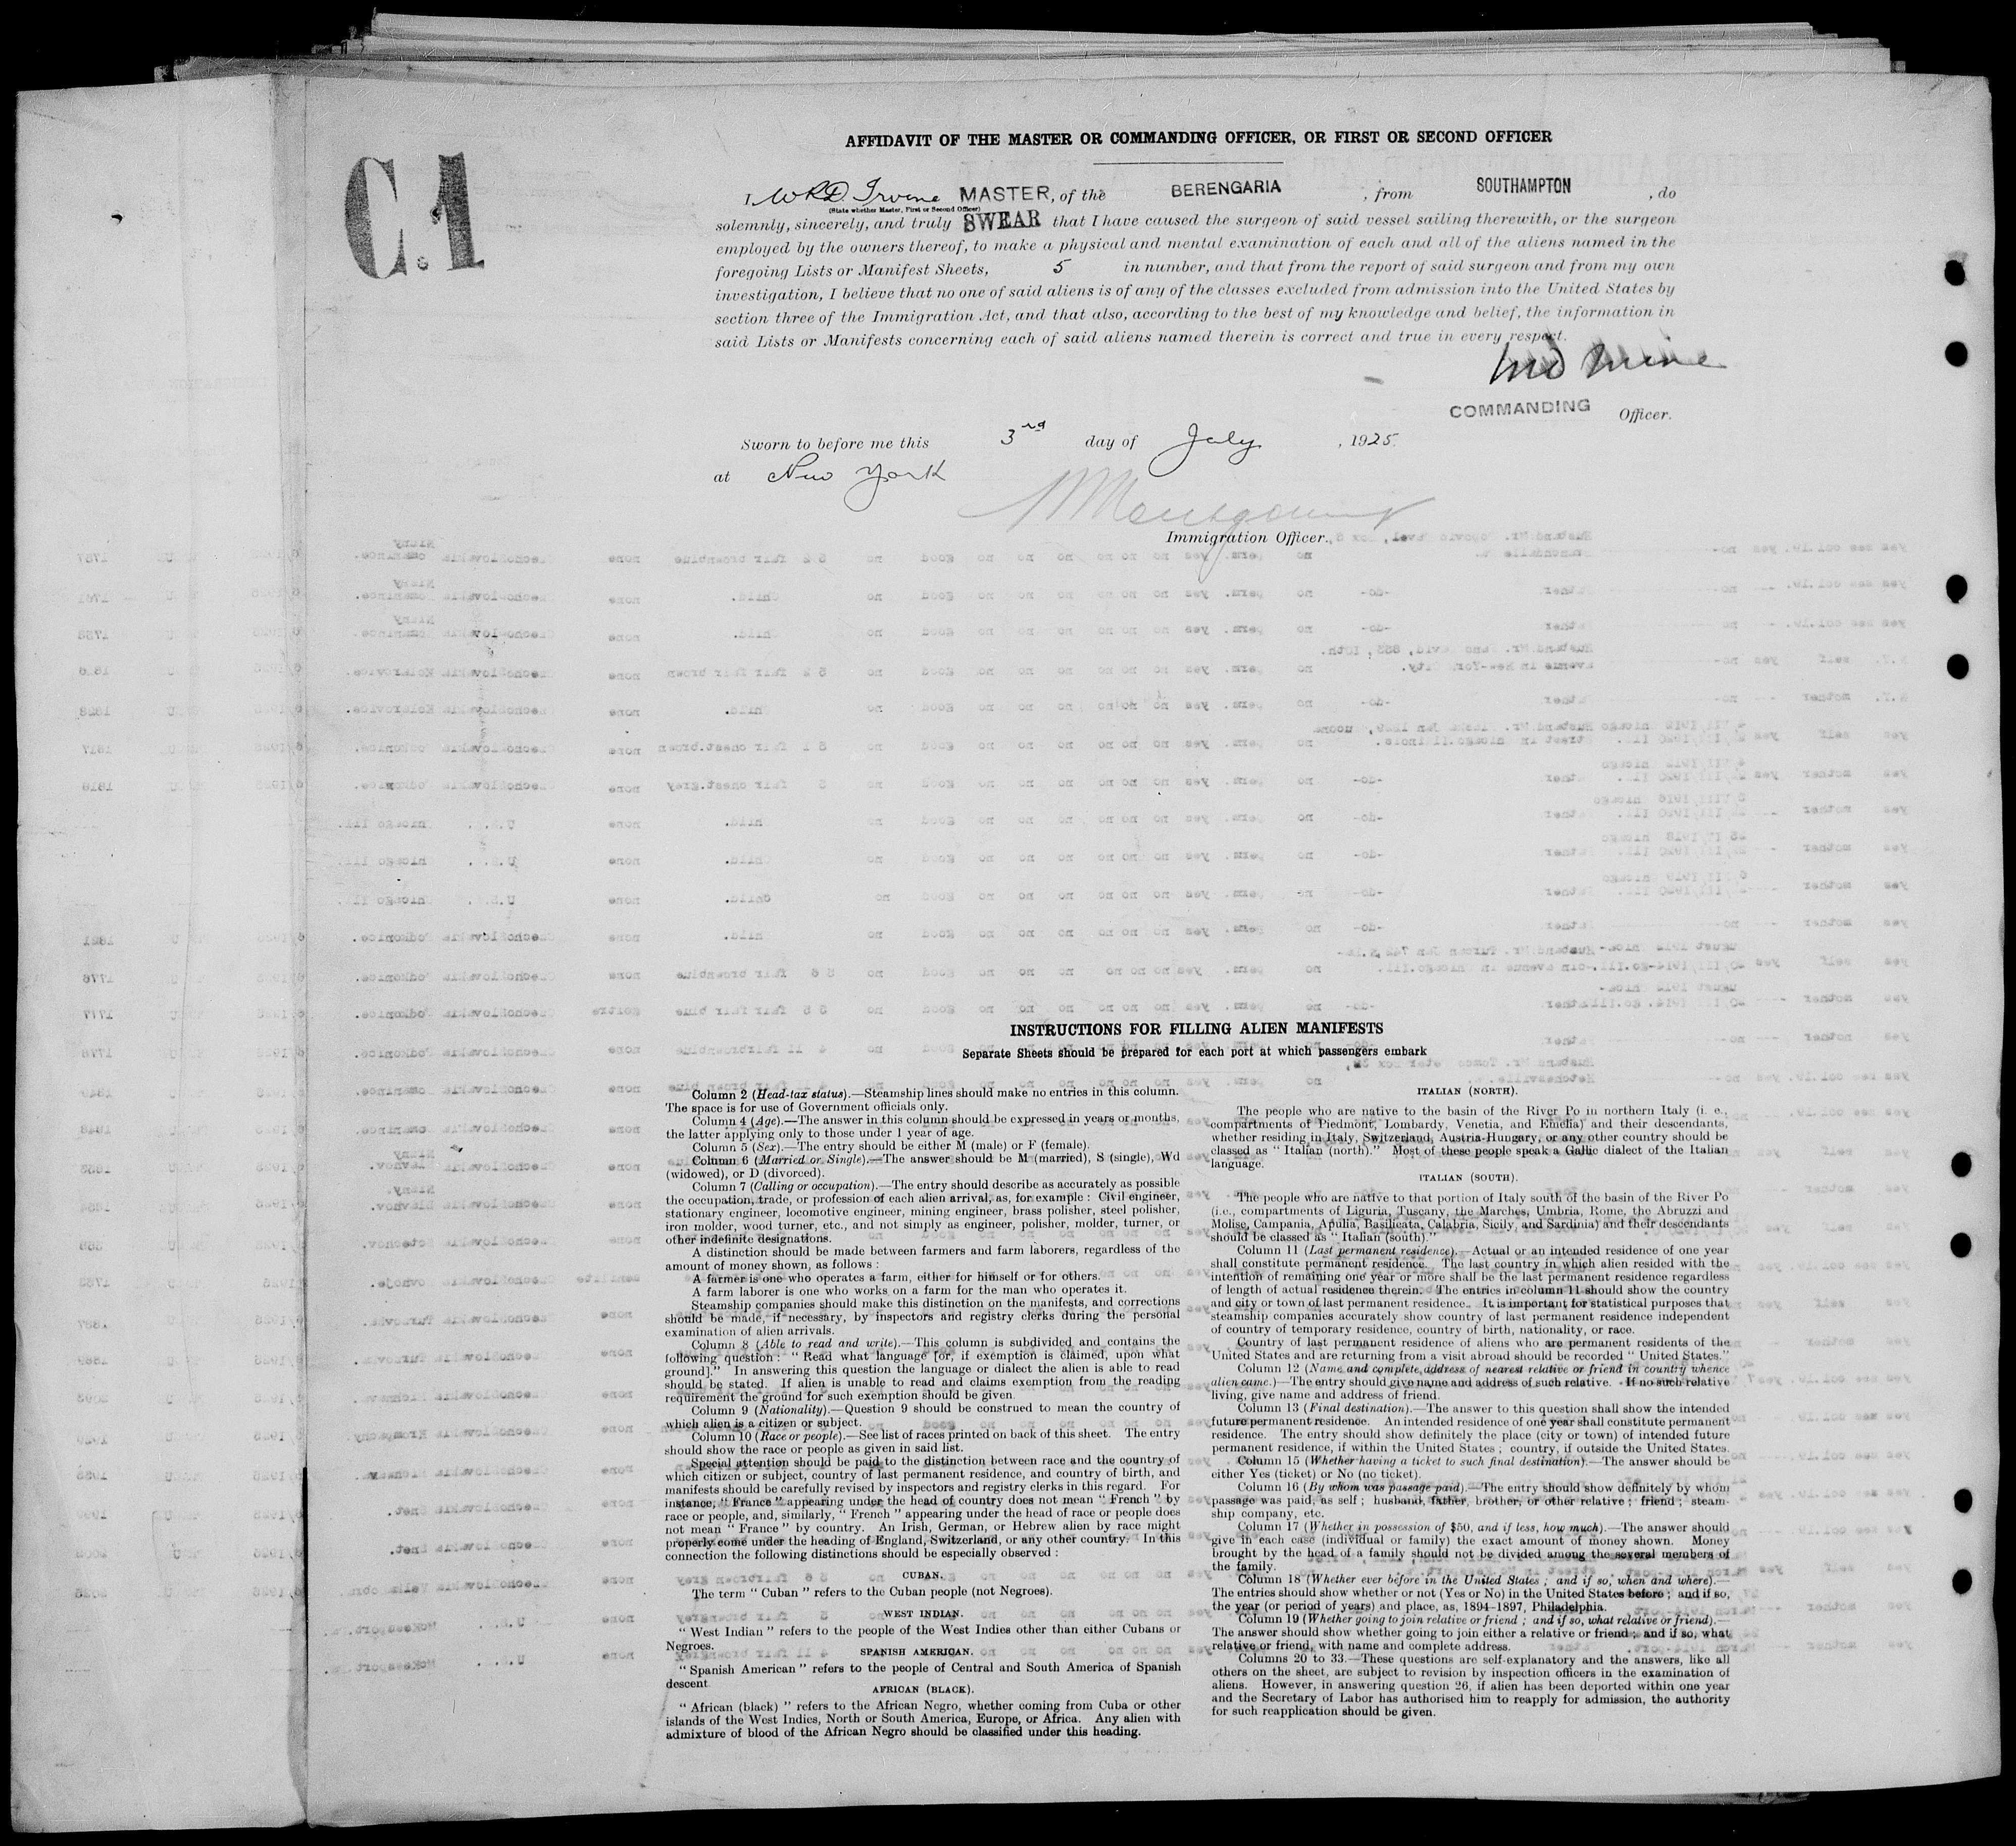 C.1
AFFIDAVIT OF THE MASTER OR COMMANDING OFFICER, OR FIRST OR SECOND OFFICER
I, W R D. Irvine MASTER, of the BERENGARIA, from SOUTHAMPTON, do
(State whether Master, First or Second Officer)
solemnly, sincerely, and truly SWEAR that I have caused the surgeon of said vessel sailing therewith, or the surgeon
employed by the owners thereof, to make a physical and mental examination of each and all of the aliens named in the
foregoing Lists or Manifest Sheets, 5 in number, and that from the report of said surgeon and from my own
investigation, I believe that no one of said aliens is of any of the classes excluded from admission into the United States by
section three of the Immigration Act, and that also, according to the best of my knowledge and belief, the information in
said Lists or Manifests concerning each of said aliens named therein is correct and true in every respect.
COMMANDING Officer.
Sworn to before me this 3rd day of July, 1925.
at New York
Immigration Officer.
INSTRUCTIONS FOR FILLING ALIEN MANIFESTS
Separate Sheets should be prepared for each port at which passengers embark
Column 2 (Head-tax status).—Steamship lines should make no entries in this column.
The space is for use of Government officials only.
Column 4 (Age).—The answer in this column should be expressed in years or months,
the latter applying only to those under 1 year of age.
Column 5 (Sex).—The entry should be either M (male) or F (female).
Column 6 (Married or Single).—The answer should be M (married), S (single), Wd
(widowed), or D (divorced).
Column 7 (Calling or occupation).—The entry should describe as accurately as possible
the occupation, trade, or profession of each alien arrival, as, for example : Civil engineer,
stationary engineer, locomotive engineer, mining engineer, brass polisher, steel polisher,
iron molder, wood turner, etc., and not simply as engineer, polisher, molder, turner, or
other indefinite designations.
A distinction should be made between farmers and farm laborers, regardless of the
amount of money shown, as follows :
A farmer is one who operates a farm, either for himself or for others.
A farm laborer is one who works on a farm for the man who operates it.
Steamship companies should make this distinction on the manifests, and corrections
should be made, if necessary, by inspectors and registry clerks during the personal
examination of alien arrivals.
Column 8 (Able to read and write).—This column is subdivided and contains the
following question : " Read what language [or, if exemption is claimed, upon what
ground]." In answering this question the language or dialect the alien is able to read
should be stated. If alien is unable to read and claims exemption from the reading
requirement the ground for such exemption should be given.
Column 9 (Nationality).—Question 9 should be construed to mean the country of
which alien is a citizen or subject.
Column 10 (Race or people).—See list of races printed on back of this sheet. The entry
should show the race or people as given in said list.
Special attention should be paid to the distinction between race and the country of
which citizen or subject, country of last permanent residence, and country of birth, and
manifests should be carefully revised by inspectors and registry clerks in this regard. For
instance, " France " appearing under the head of country does not mean " French " by
race or people, and, similarly, " French " appearing under the head of race or people does
not mean " France " by country. An Irish, German, or Hebrew alien by race might
properly come under the heading of England, Switzerland, or any other country. In this
connection the following distinctions should be especially observed :
CUBAN.
The term " Cuban " refers to the Cuban people (not Negroes).
WEST INDIAN.
" West Indian " refers to the people of the West Indies other than either Cubans or
Negroes.
SPANISH AMERICAN.
" Spanish American " refers to the people of Central and South America of Spanish
descent.
AFRICAN (BLACK).
" African (black) " refers to the African Negro, whether coming from Cuba or other
islands of the West Indies, North or South America, Europe, or Africa. Any alien with
admixture of blood of the African Negro should be classified under this heading.
ITALIAN (NORTH).
The people who are native to the basin of the River Po in northern Italy (i. e.,
compartments of Piedmont, Lombardy, Venetia, and Emelia) and their descendants,
whether residing in Italy, Switzerland, Austria-Hungary, or any other country should be
classed as " Italian (north)." Most of these people speak a Gallic dialect of the Italian
language.
ITALIAN (SOUTH).
The people who are native to that portion of Italy south of the basin of the River Po
(i.e., compartments of Liguria, Tuscany, the Marches, Umbria, Rome, the Abruzzi and
Molise, Campania, Apulia, Basilicata, Calabria, Sicily, and Sardinia) and their descendants
should be classed as " Italian (south)."
Column 11 (Last permanent residence).—Actual or an intended residence of one year
shall constitute permanent residence. The last country in which alien resided with the
intention of remaining one year or more shall be the last permanent residence regardless
of length of actual residence therein. The entries in column 11 should show the country
and city or town of last permanent residence. It is important for statistical purposes that
steamship companies accurately show country of last permanent residence independent
of country of temporary residence, country of birth, nationality, or race.
Country of last permanent residence of aliens who are permanent residents of the
United States and are returning from a visit abroad should be recorded " United States."
Column 12 (Name and complete address of nearest relative or friend in country whence
alien came.)—The entry should give name and address of such relative. If no such relative
living, give name and address of friend.
Column 13 (Final destination).—The answer to this question shall show the intended
future permanent residence. An intended residence of one year shall constitute permanent
residence. The entry should show definitely the place (city or town) of intended future
permanent residence, if within the United States ; country, if outside the United States.
Column 15 (Whether having a ticket to such final destination).—The answer should be
either Yes (ticket) or No (no ticket).
Column 16 (By whom was passage paid).—The entry should show definitely by whom
passage was paid, as self ; husband, father, brother, or other relative ; friend ; steam-
ship company, etc.
Column 17 (Whether in possession of $50, and if less, how much).—The answer should
give in each case (individual or family) the exact amount of money shown. Money
brought by the head of a family should not be divided among the several members of
the family.
Column 18 (Whether ever before in the United States ; and if so, when and where).—
The entries should show whether or not (Yes or No) in the United States before ; and if so,
the year (or period of years) and place, as, 1894-1897, Philadelphia.
Column 19 (Whether going to join relative or friend ; and if so, what relative or friend).—
The answer should show whether going to join either a relative or friend ; and if so, what
relative or friend, with name and complete address.
Columns 20 to 33.—These questions are self-explanatory and the answers, like all
others on the sheet, are subject to revision by inspection officers in the examination of
aliens. However, in answering question 26, if alien has been deported within one year
and the Secretary of Labor has authorised him to reapply for admission, the authority
for such reapplication should be given.